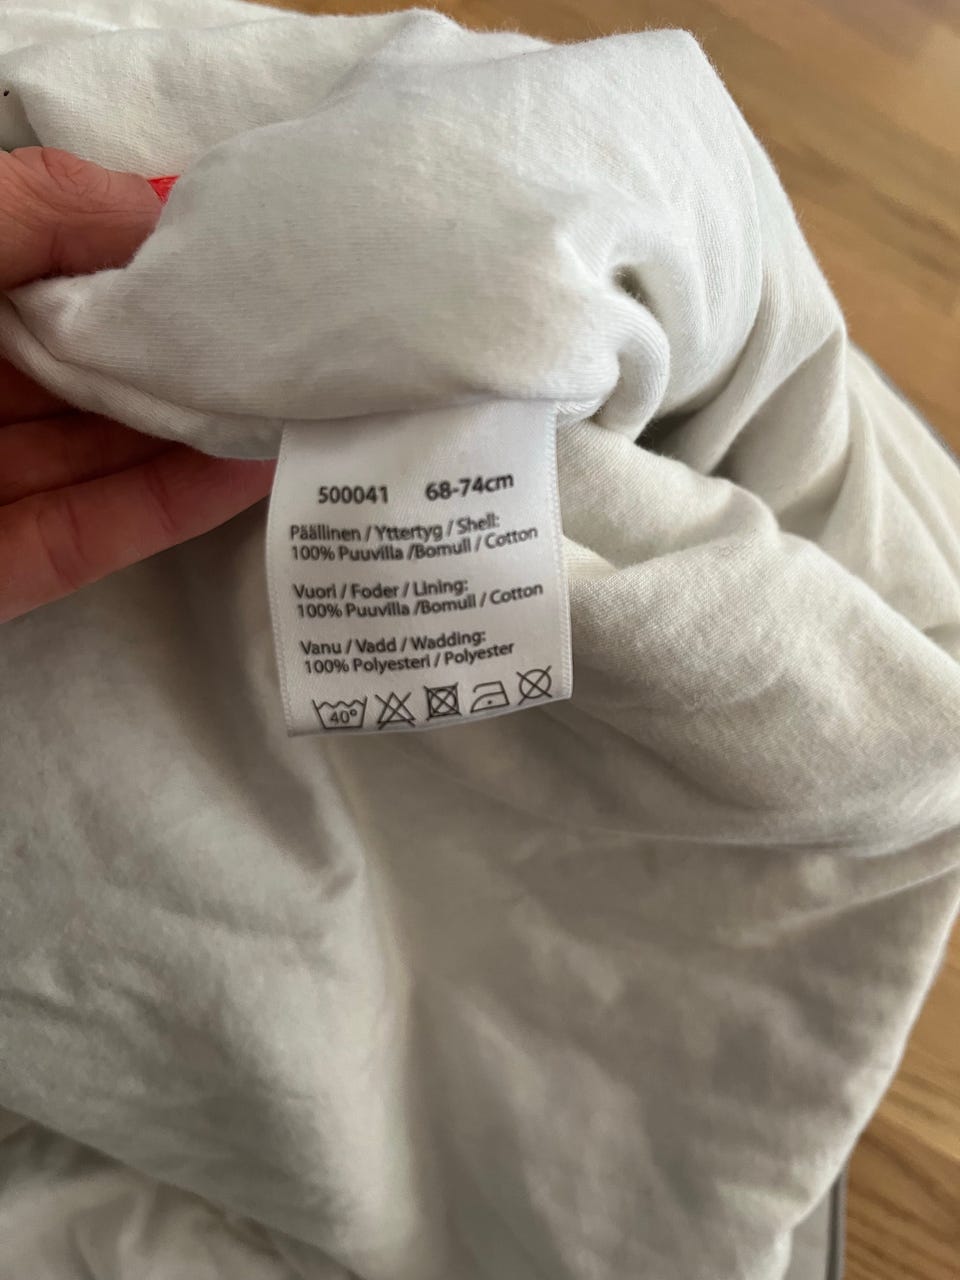 500041 68-74cm
Päällinen / Yttertyg / Shell:
100% Puuvilla /Bomull / Cotton
Vuori / Foder / Lining:
100% Puuvilla /Bomull / Cotton
Vanu / Vadd / Wadding:
100% Polyesteri / Polyester
40°